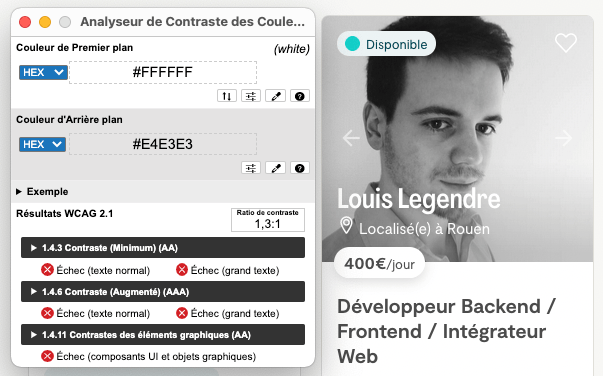 Analyseur de Contraste des Coule...
Couleur de Premier plan
(white)
HEX
#FFFFFF
Couleur d'Arrière plan
HEX
#E4E3E3
Exemple
Résultats WCAG 2.1
Ratio de contraste
1,3:1
1.4.3 Contraste (Minimum) (AA)
Échec (texte normal)
Échec (grand texte)
1.4.6 Contraste (Augmenté) (AAA)
Échec (texte normal)
Échec (grand texte)
1.4.11 Contrastes des éléments graphiques (AA)
Échec (composants UI et objets graphiques)
Disponible
Louis Legendre
Localisé(e) à Rouen
400€/jour
Développeur Backend /
Frontend / Intégrateur
Web